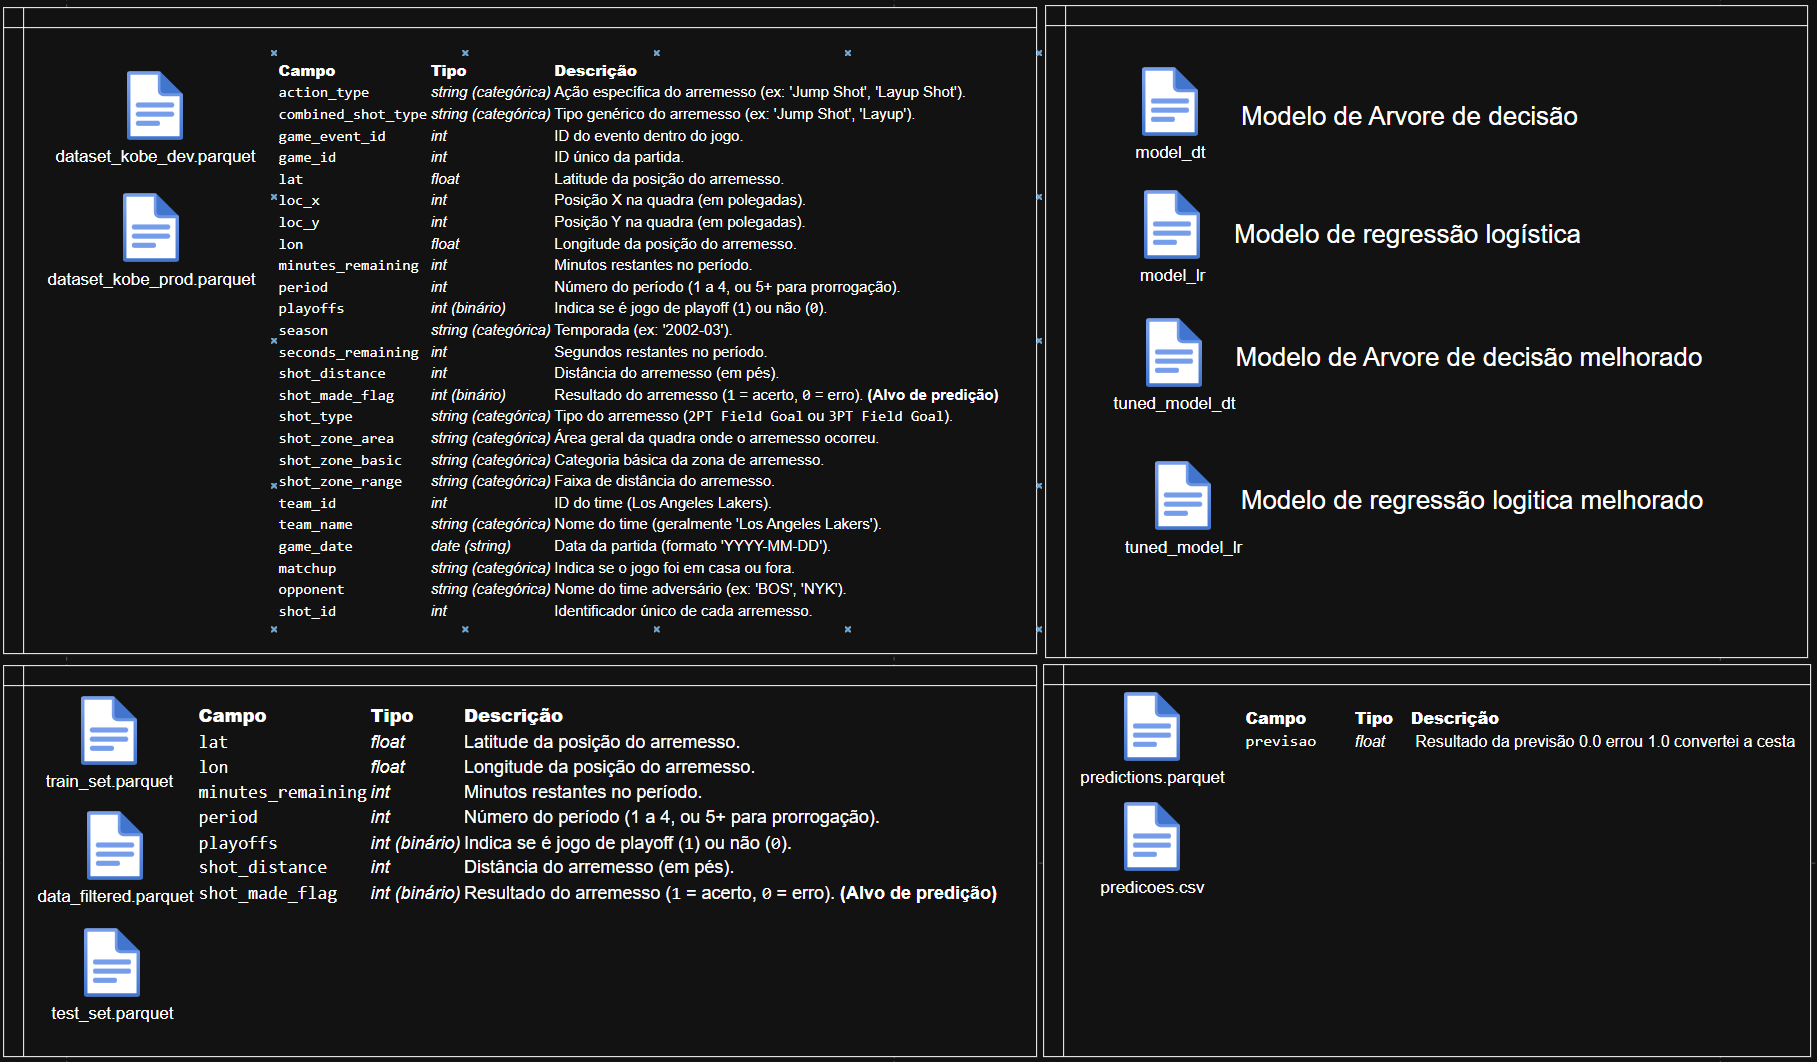 dataset_kobe_dev.parquet
dataset_kobe_prod.parquet
Campo Tipo Descrição
action_type string (categórica) Ação específica do arremesso (ex: 'Jump Shot', 'Layup Shot').
combined_shot_type string (categórica) Tipo genérico do arremesso (ex: 'Jump Shot', 'Layup').
game_event_id int ID do evento dentro do jogo.
game_id int ID único da partida.
lat float Latitude da posição do arremesso.
loc_x int Posição X na quadra (em polegadas).
loc_y int Posição Y na quadra (em polegadas).
lon float Longitude da posição do arremesso.
minutes_remaining int Minutos restantes no período.
period int Número do período (1 a 4, ou 5+ para prorrogação).
playoffs int (binário) Indica se é jogo de playoff (1) ou não (0).
season string (categórica) Temporada (ex: '2002-03').
seconds_remaining int Segundos restantes no período.
shot_distance int Distância do arremesso (em pés).
shot_made_flag int (binário) Resultado do arremesso (1 = acerto, 0 = erro). (Alvo de predição)
shot_type string (categórica) Tipo do arremesso (2PT Field Goal ou 3PT Field Goal).
shot_zone_area string (categórica) Área geral da quadra onde o arremesso ocorreu.
shot_zone_basic string (categórica) Categoria básica da zona de arremesso.
shot_zone_range string (categórica) Faixa de distância do arremesso.
team_id int ID do time (Los Angeles Lakers).
team_name string (categórica) Nome do time (geralmente 'Los Angeles Lakers').
game_date date (string) Data da partida (formato 'YYYY-MM-DD').
matchup string (categórica) Indica se o jogo foi em casa ou fora.
opponent string (categórica) Nome do time adversário (ex: 'BOS', 'NYK').
shot_id int Identificador único de cada arremesso.
model_dt
Modelo de Arvore de decisão
model_lr
Modelo de regressão logística
tuned_model_dt
Modelo de Arvore de decisão melhorado
tuned_model_lr
Modelo de regressão logitica melhorado
train_set.parquet
data_filtered.parquet
test_set.parquet
Campo Tipo Descrição
lat float Latitude da posição do arremesso.
lon float Longitude da posição do arremesso.
minutes_remaining int Minutos restantes no período.
period int Número do período (1 a 4, ou 5+ para prorrogação).
playoffs int (binário) Indica se é jogo de playoff (1) ou não (0).
shot_distance int Distância do arremesso (em pés).
shot_made_flag int (binário) Resultado do arremesso (1 = acerto, 0 = erro). (Alvo de predição)
predictions.parquet
predicoes.csv
Campo Tipo Descrição
previsao float Resultado da previsão 0.0 errou 1.0 convertei a cesta